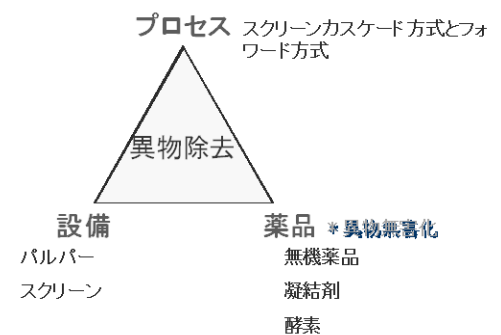 プロセス スクリーンカスケード方式とフォ
ワード方式
異物除去
設備
薬品 *異物無害化
パルパー
無機薬品
スクリーン
凝結剤
酵素